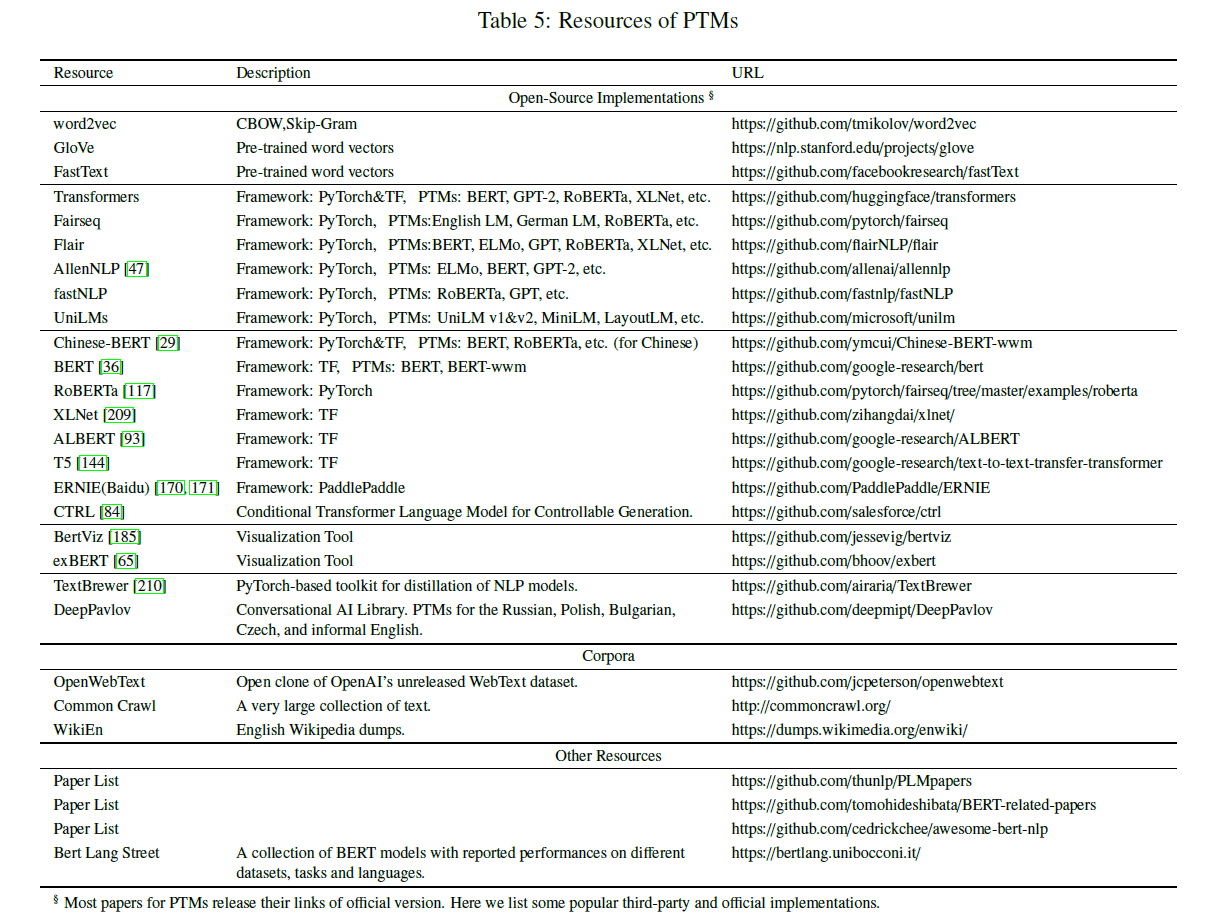 Table 5: Resources of PTMs
Resource Description URL
Open-Source Implementations §
word2vec CBOW,Skip-Gram https://github.com/tmikolov/word2vec
GloVe Pre-trained word vectors https://nlp.stanford.edu/projects/glove
FastText Pre-trained word vectors https://github.com/facebookresearch/fastText
Transformers Framework: PyTorch&TF, PTMs: BERT, GPT-2, RoBERTa, XLNet, etc. https://github.com/huggingface/transformers
Fairseq Framework: PyTorch, PTMs:English LM, German LM, RoBERTa, etc. https://github.com/pytorch/fairseq
Flair Framework: PyTorch, PTMs:BERT, ELMo, GPT, RoBERTa, XLNet, etc. https://github.com/flairNLP/flair
AllenNLP [47] Framework: PyTorch, PTMs: ELMo, BERT, GPT-2, etc. https://github.com/allenai/allennlp
fastNLP Framework: PyTorch, PTMs: RoBERTa, GPT, etc. https://github.com/fastnlp/fastNLP
UniLMs Framework: PyTorch, PTMs: UniLM v1&v2, MiniLM, LayoutLM, etc. https://github.com/microsoft/unilm
Chinese-BERT [29] Framework: PyTorch&TF, PTMs: BERT, RoBERTa, etc. (for Chinese) https://github.com/ymcui/Chinese-BERT-wwm
BERT [36] Framework: TF, PTMs: BERT, BERT-wwm https://github.com/google-research/bert
RoBERTa [117] Framework: PyTorch https://github.com/pytorch/fairseq/tree/master/examples/roberta
XLNet [209] Framework: TF https://github.com/zihangdai/xlnet/
ALBERT [93] Framework: TF https://github.com/google-research/ALBERT
T5 [144] Framework: TF https://github.com/google-research/text-to-text-transfer-transformer
ERNIE(Baidu) [170, 171] Framework: PaddlePaddle https://github.com/PaddlePaddle/ERNIE
CTRL [84] Conditional Transformer Language Model for Controllable Generation. https://github.com/salesforce/ctrl
BertViz [185] Visualization Tool https://github.com/jessevig/bertviz
exBERT [65] Visualization Tool https://github.com/bhoov/exbert
TextBrewer [210] PyTorch-based toolkit for distillation of NLP models. https://github.com/airaria/TextBrewer
DeepPavlov Conversational AI Library. PTMs for the Russian, Polish, Bulgarian, https://github.com/deepmipt/DeepPavlov
Czech, and informal English.
Corpora
OpenWebText Open clone of OpenAI's unreleased WebText dataset. https://github.com/jcpeterson/openwebtext
Common Crawl A very large collection of text. http://commoncrawl.org/
WikiEn English Wikipedia dumps. https://dumps.wikimedia.org/enwiki/
Other Resources
Paper List https://github.com/thunlp/PLMpapers
Paper List https://github.com/tomohideshibata/BERT-related-papers
Paper List https://github.com/cedrickchee/awesome-bert-nlp
Bert Lang Street A collection of BERT models with reported performances on different https://bertlang.unibocconi.it/
datasets, tasks and languages.
§ Most papers for PTMs release their links of official version. Here we list some popular third-party and official implementations.